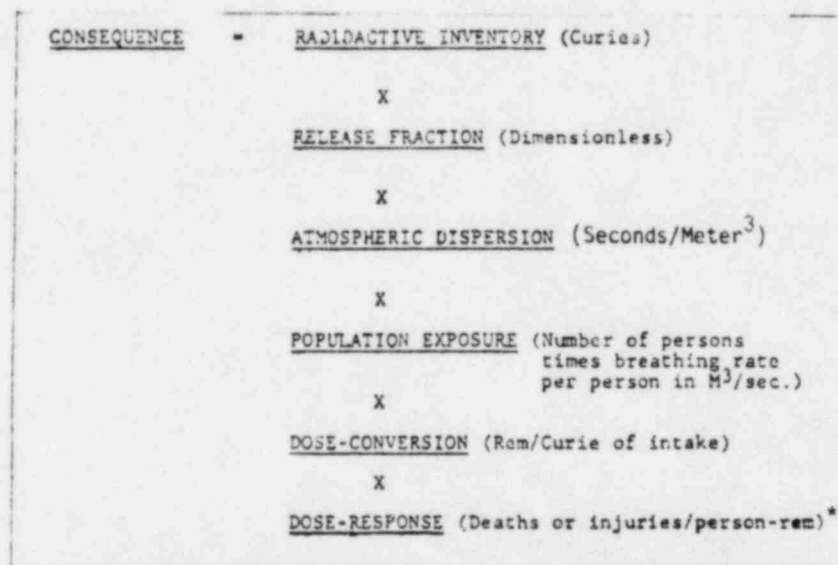 CONSEQUENCE = RADIOACTIVE INVENTORY (Curies)
X
RELEASE FRACTION (Dimensionless)
X
ATMOSPHERIC DISPERSION (Seconds/Meter³)
X
POPULATION EXPOSURE (Number of persons
times breathing rate
per person in M³/sec.)
X
DOSE-CONVERSION (Rem/Curie of intake)
X
DOSE-RESPONSE (Deaths or injuries/person-rem)*